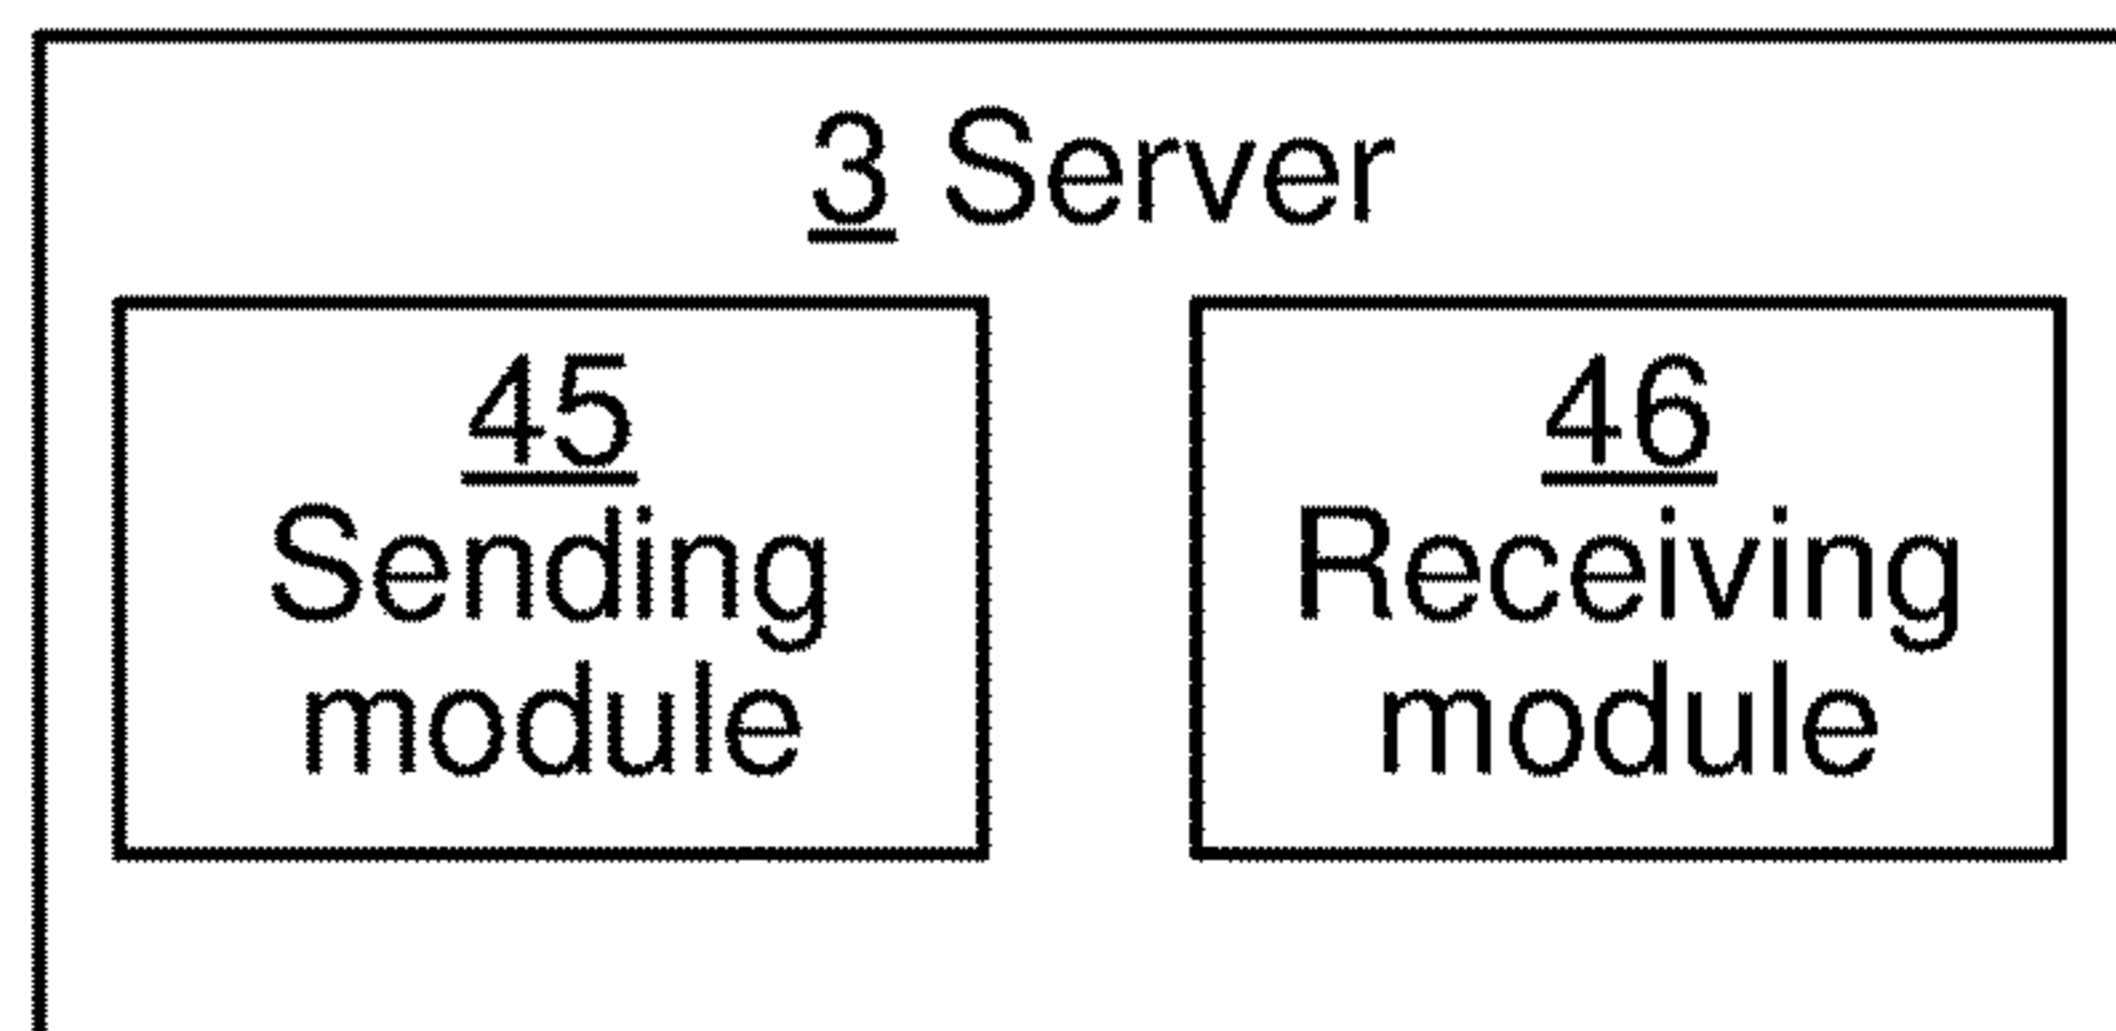 3 Server
45
Sending
module
46
Receiving
module